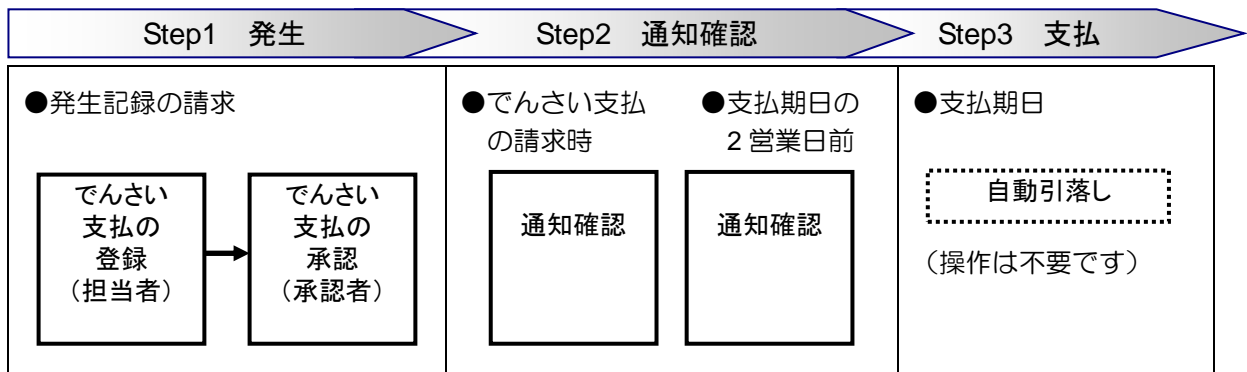 Step1 発生
Step2 通知確認
Step3 支払
●発生記録の請求
でんさい
支払の
登録
（担当者）
でんさい
支払の
承認
（承認者）
●でんさい支払
の請求時
通知確認
●支払期日の
2 営業日前
通知確認
●支払期日
自動引落し
（操作は不要です）